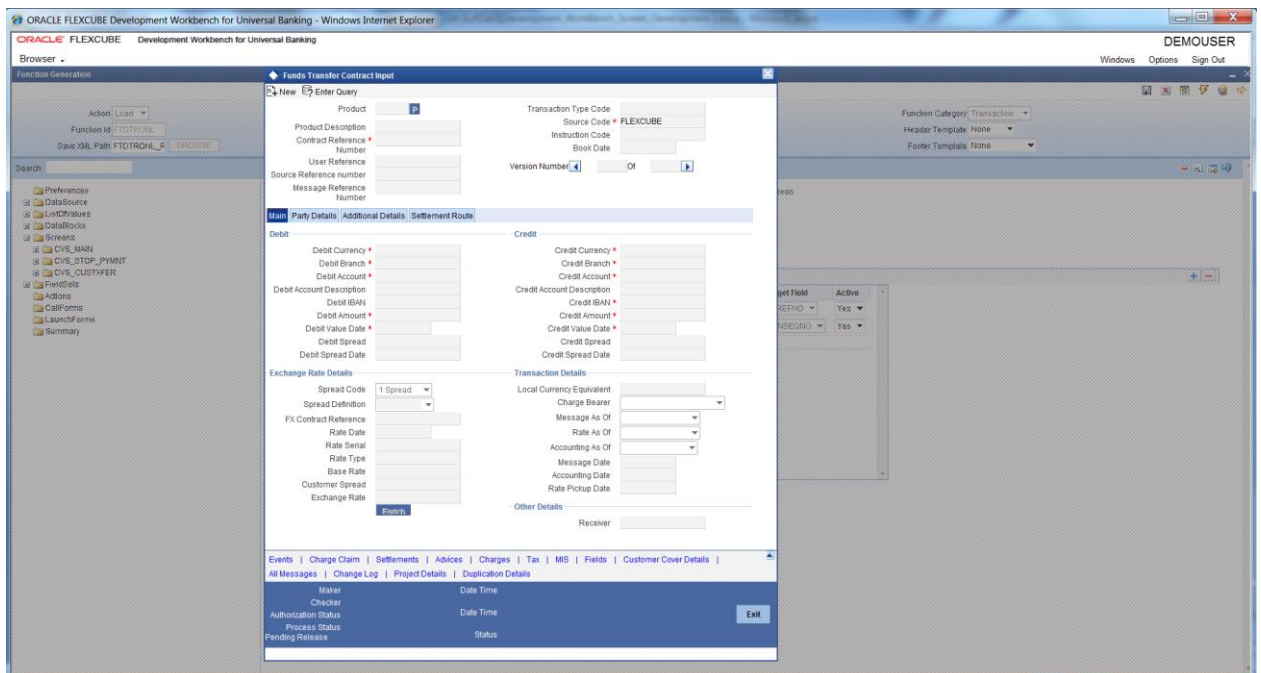 ORACLE FLEXCUBE Development Workbench for Universal Banking - Windows Internet Explorer
ORACLE FLEXCUBE Development Workbench for Universal Banking
DEMOUSER
Browser
Windows Options Sign Out
Function Generation
Action Load
Function Id FTDTRONL
Save XML Path FTDTRONL_R BROWSE
Function Category Transaction
Header Template None
Footer Template None
Search
Preferences
DataSource
ListOfValues
DataBlocks
Screens
CVS_MAIN
CVS_STOP_PYMNT
CVS_CUSTXFER
FieldSets
Actions
CallForms
LaunchForms
Summary
Funds Transfer Contract Input
New Enter Query
Product P
Product Description
Contract Reference *
Number
User Reference
Source Reference number
Message Reference
Number
Transaction Type Code
Source Code * FLEXCUBE
Instruction Code
Book Date
Version Number Of
Main Party Details Additional Details Settlement Route
Debit
Debit Currency *
Debit Branch *
Debit Account *
Debit Account Description
Debit IBAN
Debit Amount *
Debit Value Date *
Debit Spread
Debit Spread Date
Credit
Credit Currency *
Credit Branch *
Credit Account *
Credit Account Description
Credit IBAN *
Credit Amount *
Credit Value Date *
Credit Spread
Credit Spread Date
Exchange Rate Details
Spread Code 1 Spread
Spread Definition
FX Contract Reference
Rate Date
Rate Serial
Rate Type
Base Rate
Customer Spread
Exchange Rate
Enrich
Transaction Details
Local Currency Equivalent
Charge Bearer
Message As Of
Rate As Of
Accounting As Of
Message Date
Accounting Date
Rate Pickup Date
Other Details
Receiver
Events | Charge Claim | Settlements | Advices | Charges | Tax | MIS | Fields | Customer Cover Details |
All Messages | Change Log | Project Details | Duplication Details
Maker
Checker
Authorization Status
Process Status
Pending Release
Date Time
Date Time
Status
Exit
reen
get Field Active
REFNO Yes
Yes